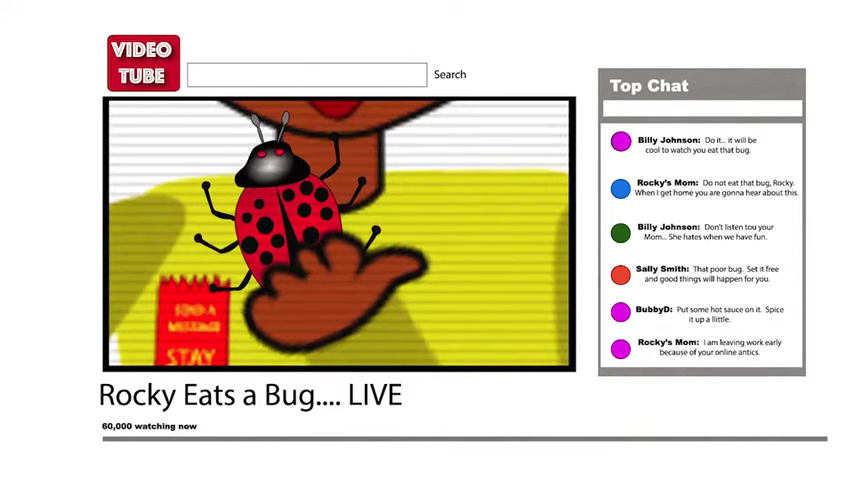 VIDEO
TUBE
Search
SEND A
MESSAGE
STAY
Rocky Eats a Bug.... LIVE
60,000 watching now
Top Chat
Billy Johnson: Do it... it will be
cool to watch you eat that bug.
Rocky's Mom: Do not eat that bug, Rocky.
When I get home you are gonna hear about this.
Billy Johnson: Don't listen tou your
Mom... She hates when we have fun.
Sally Smith: That poor bug. Set it free
and good things will happen for you.
BubbyD: Put some hot sauce on it. Spice
it up a llittle.
Rocky's Mom: I am leaving work early
because of your online antics.